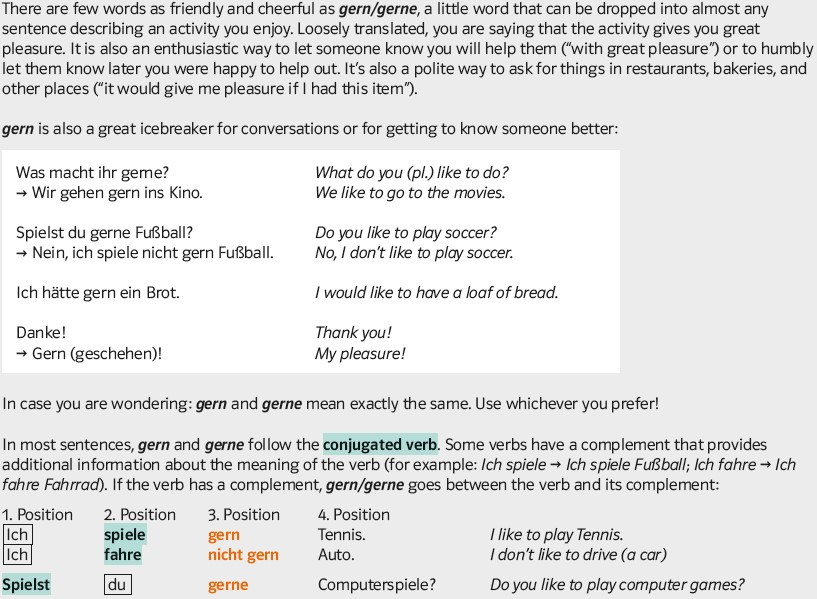 There are few words as friendly and cheerful as gern/gerne, a little word that can be dropped into almost any
sentence describing an activity you enjoy. Loosely translated, you are saying that the activity gives you great
pleasure. It is also an enthusiastic way to let someone know you will help them (“with great pleasure”) or to humbly
let them know later you were happy to help out. It’s also a polite way to ask for things in restaurants, bakeries, and
other places (“it would give me pleasure if I had this item”).
gern is also a great icebreaker for conversations or for getting to know someone better:
Was macht ihr gerne? What do you (pl.) like to do?
→ Wir gehen gern ins Kino. We like to go to the movies.
Spielst du gerne Fußball? Do you like to play soccer?
→ Nein, ich spiele nicht gern Fußball. No, I don’t like to play soccer.
Ich hätte gern ein Brot. I would like to have a loaf of bread.
Danke! Thank you!
→ Gern (geschehen)! My pleasure!
In case you are wondering: gern and gerne mean exactly the same. Use whichever you prefer!
In most sentences, gern and gerne follow the conjugated verb. Some verbs have a complement that provides
additional information about the meaning of the verb (for example: Ich spiele → Ich spiele Fußball; Ich fahre → Ich
fahre Fahrrad). If the verb has a complement, gern/gerne goes between the verb and its complement:
1. Position 2. Position 3. Position 4. Position
Ich spiele gern Tennis. I like to play Tennis.
Ich fahre nicht gern Auto. I don’t like to drive (a car)
Spielst du gerne Computerspiele? Do you like to play computer games?